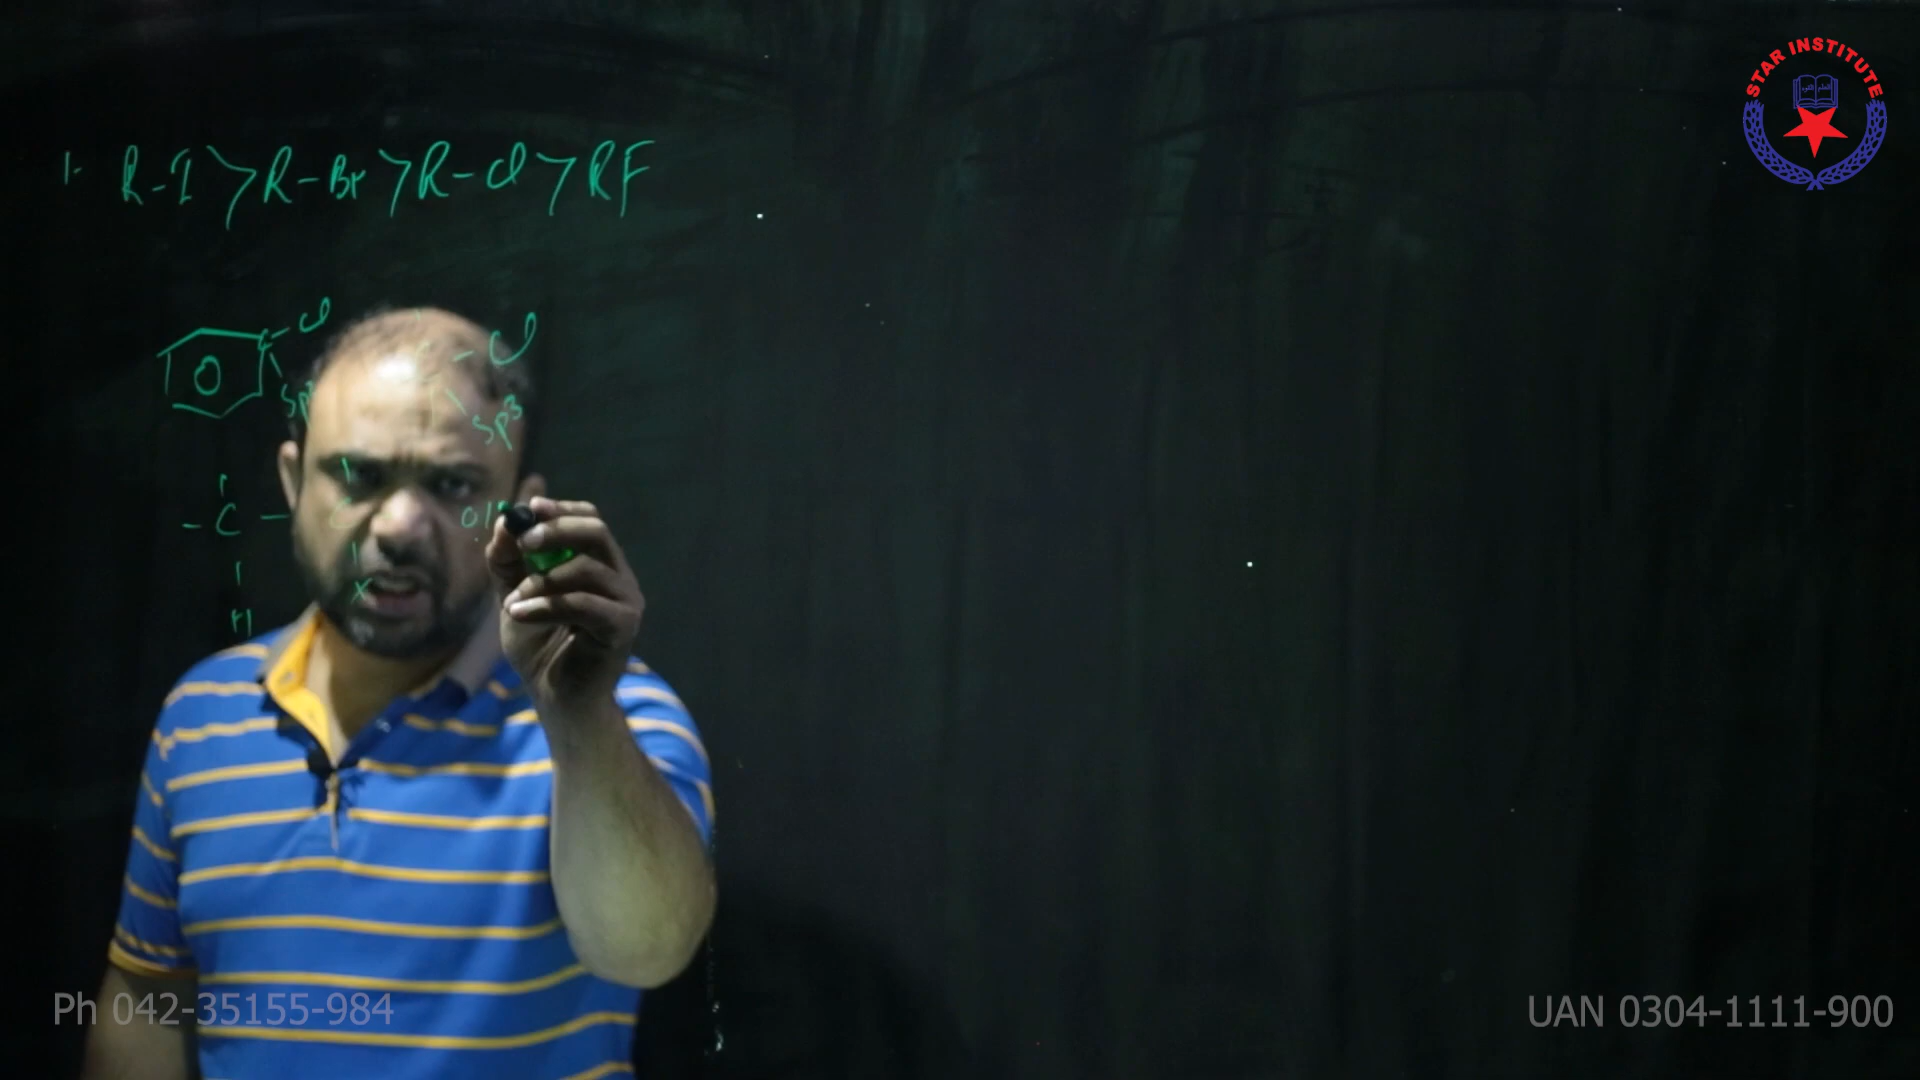 STAR INSTITUTE
1- R-I > R-Br > R-Cl > RF
C-Cl
C-Cl
sp³
-C-
C
H
X
Ph 042-35155-984
UAN 0304-1111-900